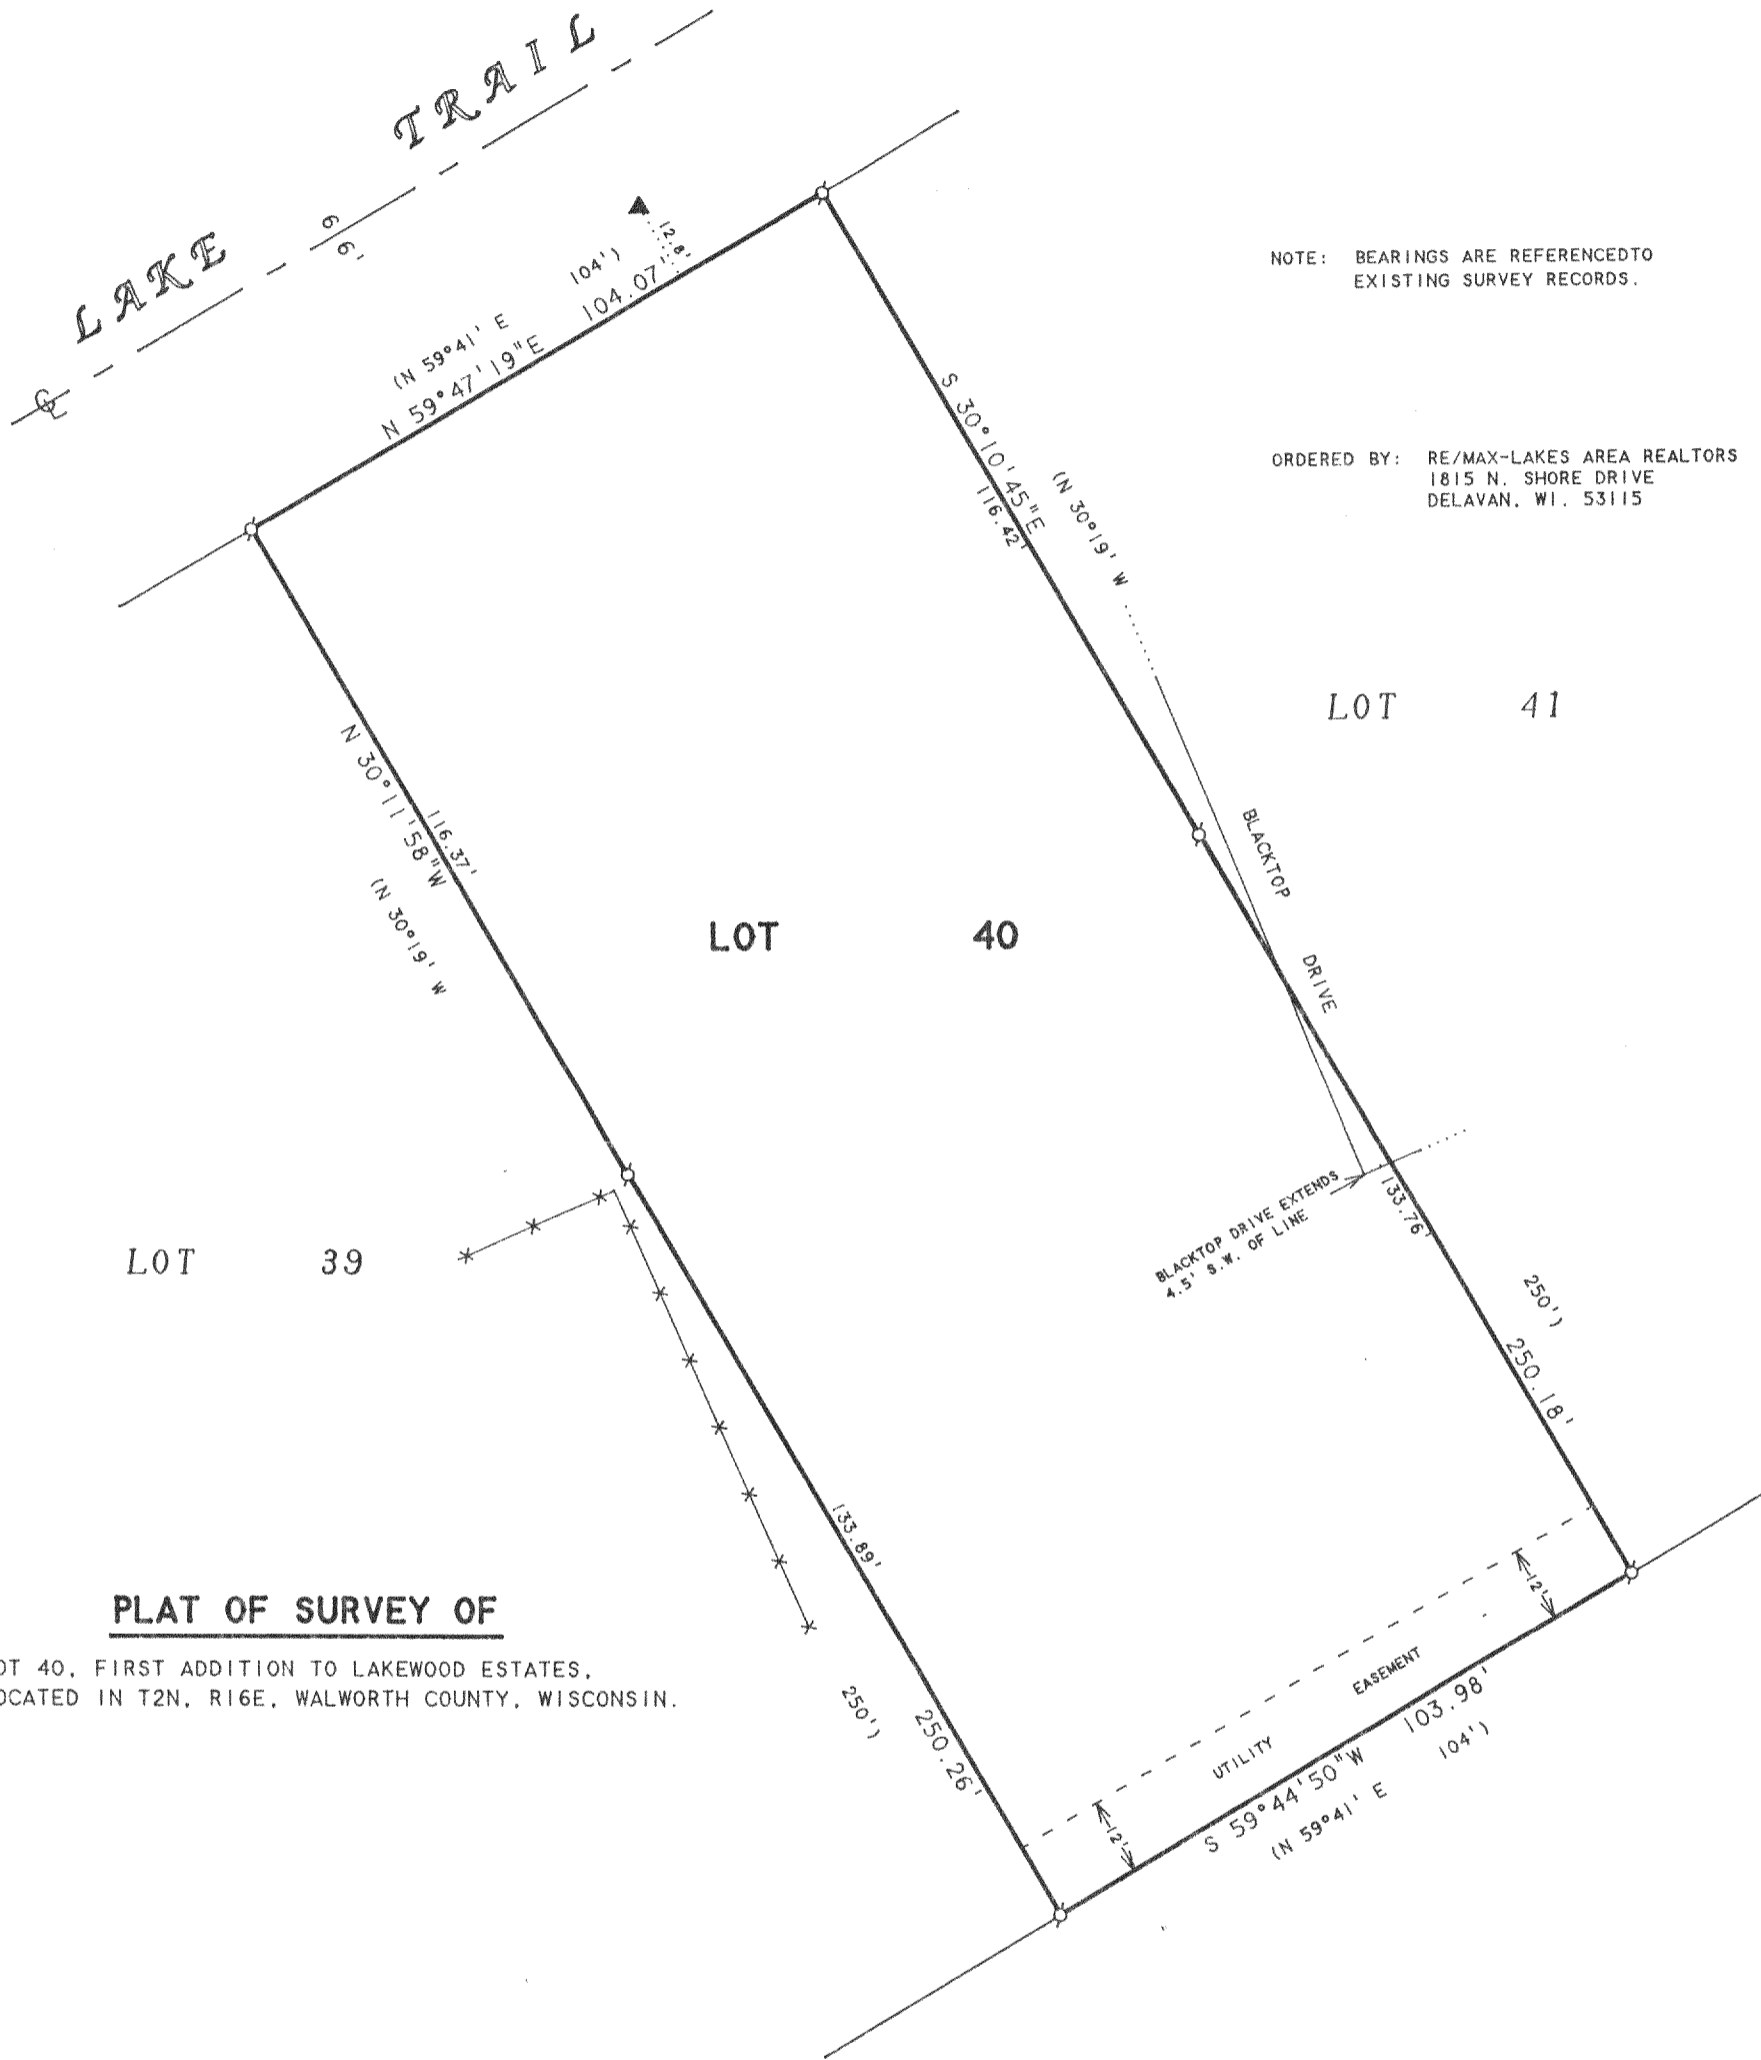 LAKE TRAIL
66'
℄
12.8'
(N 59°41' E 104')
N 59°47'19"E 104.07'
NOTE: BEARINGS ARE REFERENCEDTO
EXISTING SURVEY RECORDS.
S 30°10'45"E
116.42'
(N 30°19' W
ORDERED BY: RE/MAX-LAKES AREA REALTORS
1815 N. SHORE DRIVE
DELAVAN, WI. 53115
LOT 41
N 30°11'58"W
116.37'
(N 30°19' W
BLACKTOP DRIVE
LOT 40
BLACKTOP DRIVE EXTENDS
4.5' S.W. OF LINE
133.76'
LOT 39
250')
250.18'
133.89'
12'
PLAT OF SURVEY OF
OT 40, FIRST ADDITION TO LAKEWOOD ESTATES,
OCATED IN T2N, R16E, WALWORTH COUNTY, WISCONSIN.
250')
250.26'
UTILITY EASEMENT
12'
S 59°44'50"W 103.98'
(N 59°41' E 104')